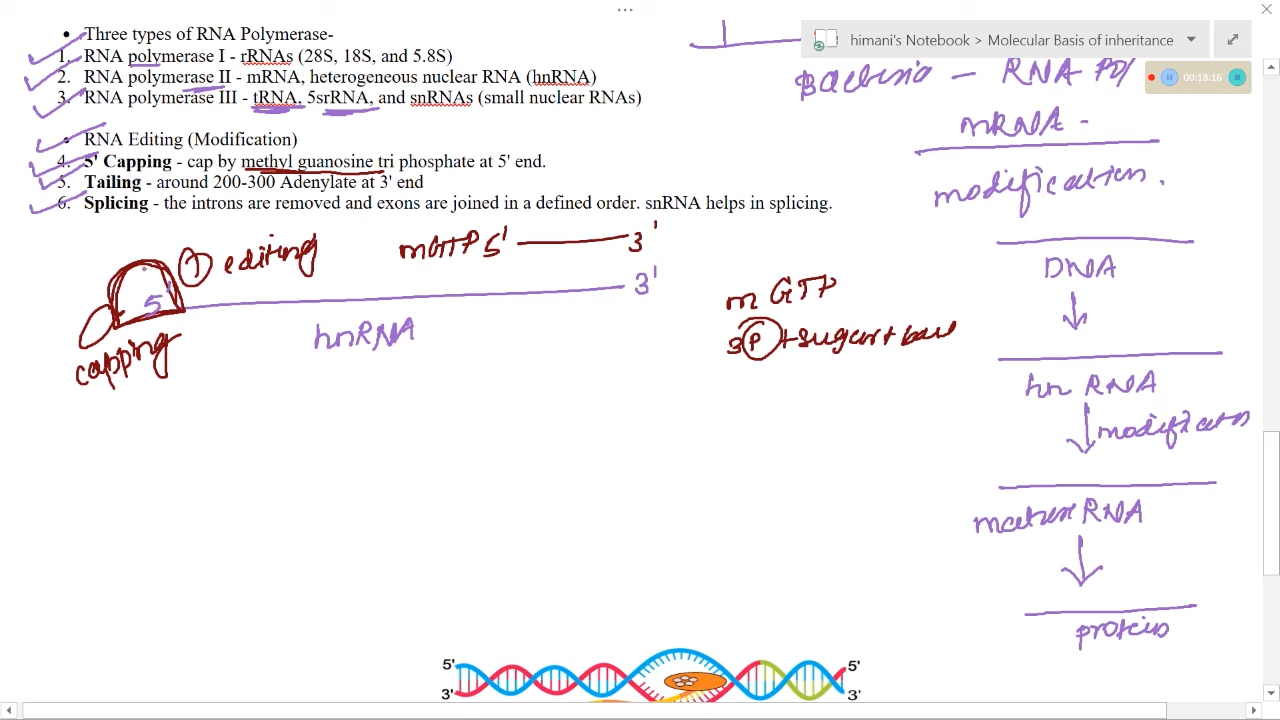 ...
himani's Notebook > Molecular Basis of inheritance
00:18:16
• Three types of RNA Polymerase-
1. RNA polymerase I - rRNAs (28S, 18S, and 5.8S)
2. RNA polymerase II - mRNA, heterogeneous nuclear RNA (hnRNA)
3. RNA polymerase III - tRNA, 5srRNA, and snRNAs (small nuclear RNAs)
• RNA Editing (Modification)
4. 5' Capping - cap by methyl guanosine tri phosphate at 5' end.
5. Tailing - around 200-300 Adenylate at 3' end
6. Splicing - the introns are removed and exons are joined in a defined order. snRNA helps in splicing.
① editing
mGTP 5' 3'
5' 3'
hnRNA
capping
m GTP
3 P + sugar + base
Bacteria - RNA Pol
mRNA -
modification.
DNA
hn RNA
modification
mature RNA
protein
5' 5'
3' 3'